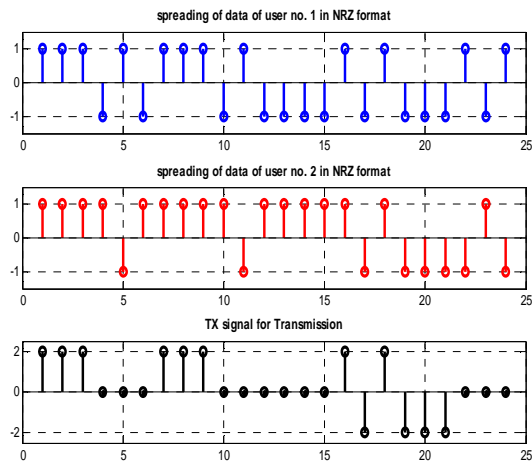 spreading of data of user no. 1 in NRZ format
1
0
-1
0 5 10 15 20 25
spreading of data of user no. 2 in NRZ format
1
0
-1
0 5 10 15 20 25
TX signal for Transmission
2
0
-2
0 5 10 15 20 25